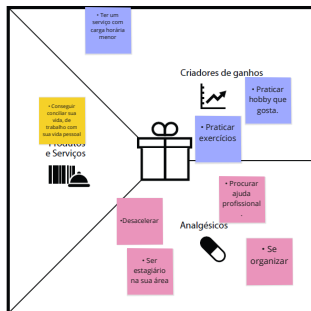 • Ter um
serviço com
carga horária
menor
Criadores de ganhos
• Praticar
hobby que
gosta.
• Conseguir
conciliar sua
vida, de
trabalho com
sua vida pessoal
• Praticar
exercícios
Produtos
e Serviços
• Procurar
ajuda
profissional
.
•Desacelerar
Analgésicos
• Se
organizar
• Ser
estagiário
na sua área